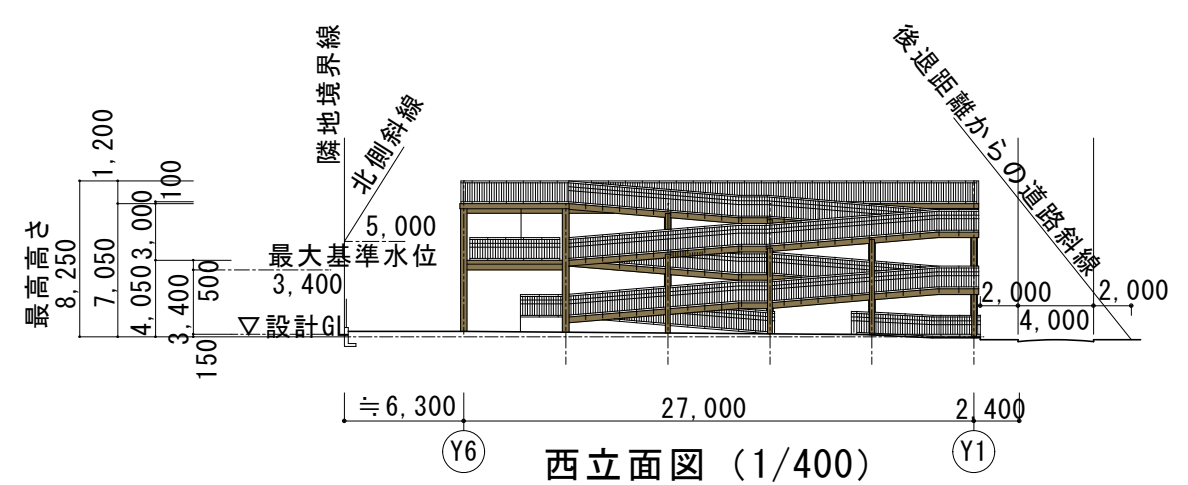 隣地境界線
北側斜線
後退距離からの道路斜線
1,200
100
最高高さ
8,250
7,050
3,000
4,050
500
3,400
150
5,000
最大基準水位
3,400
▽設計GL
2,000
2,000
4,000
≒6,300
27,000
2,400
Y6
Y1
西立面図（1/400）